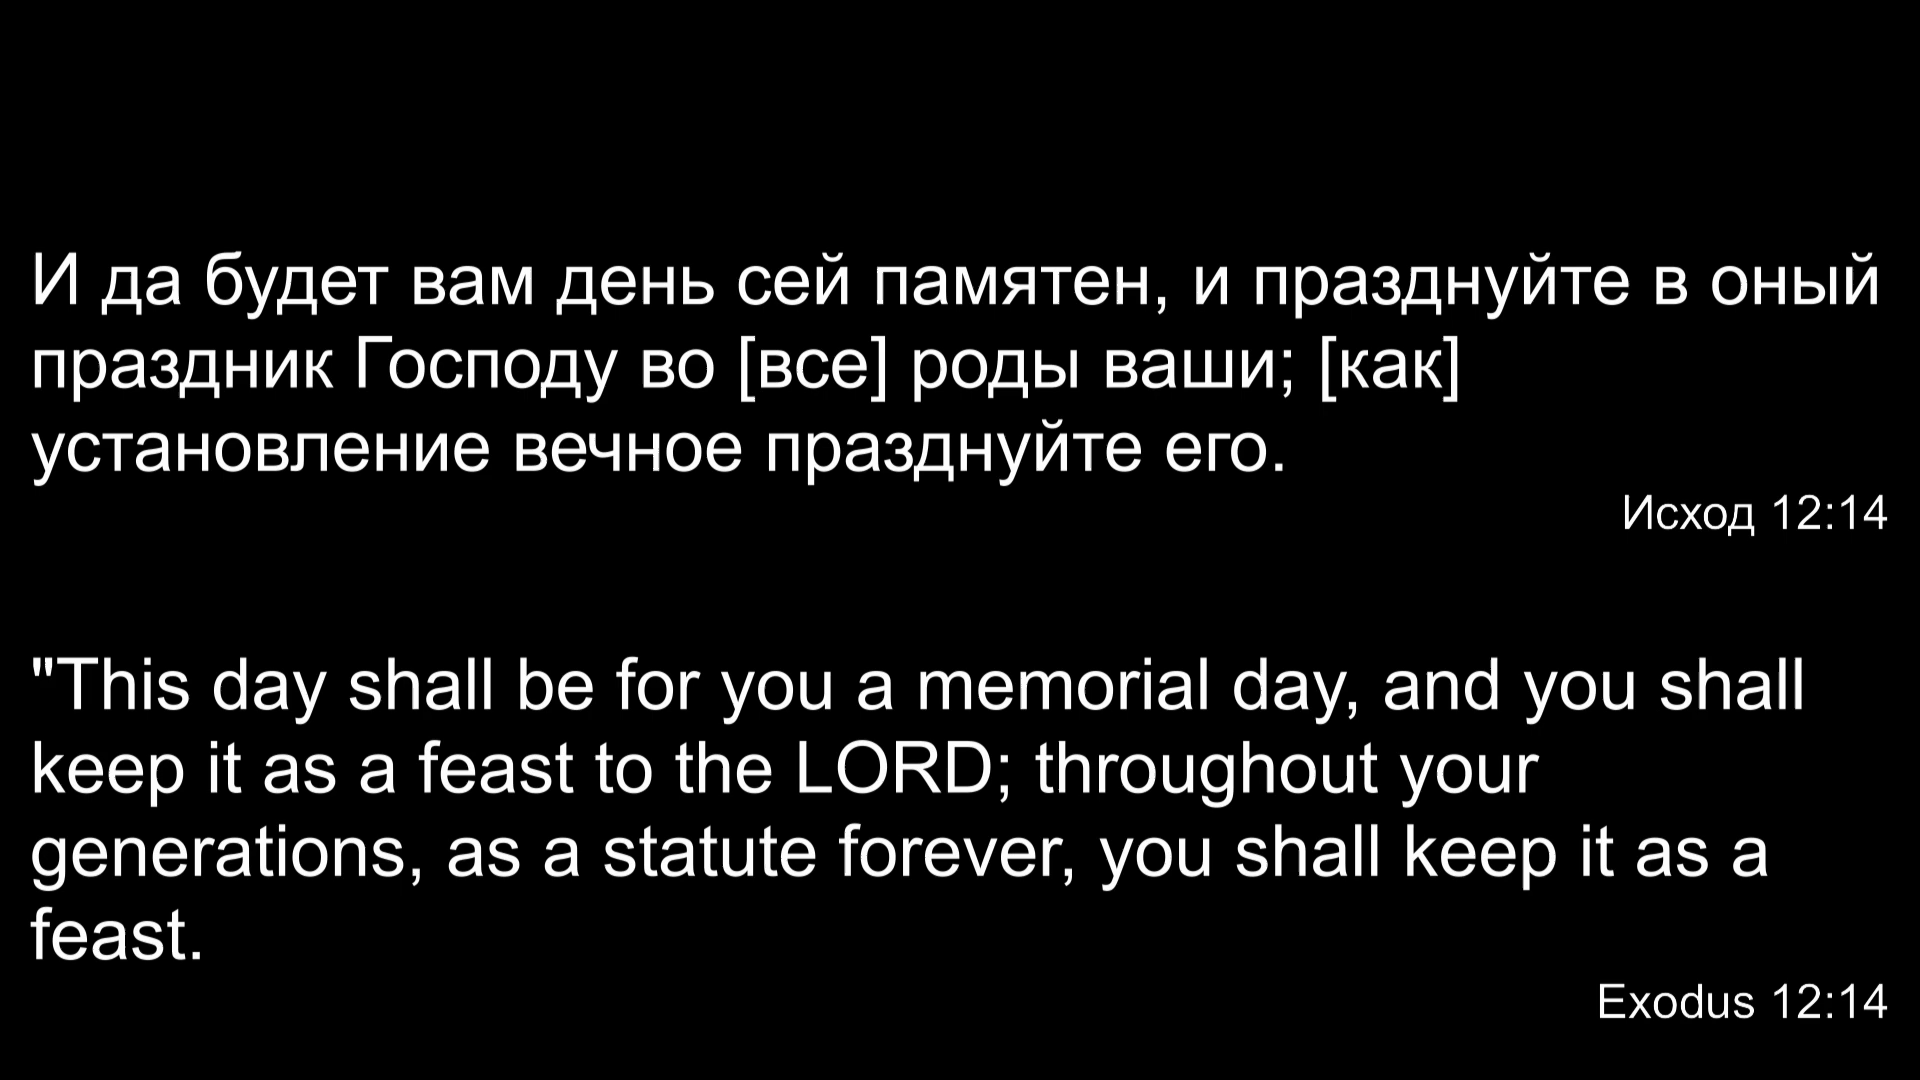 И да будет вам день сей памятен, и празднуйте в оный
праздник Господу во [все] роды ваши; [как]
установление вечное празднуйте его.
Исход 12:14
"This day shall be for you a memorial day, and you shall
keep it as a feast to the LORD; throughout your
generations, as a statute forever, you shall keep it as a
feast.
Exodus 12:14